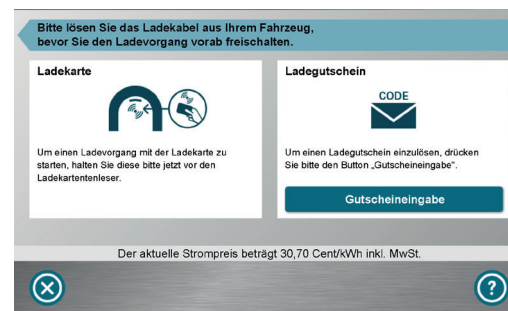 Bitte lösen Sie das Ladekabel aus Ihrem Fahrzeug,
bevor Sie den Ladevorgang vorab freischalten.
Ladekarte
Um einen Ladevorgang mit der Ladekarte zu
starten, halten Sie diese bitte jetzt vor den
Ladekartentenleser.
Ladegutschein
CODE
Um einen Ladegutschein einzulösen, drücken
Sie bitte den Button „Gutscheineingabe“.
Gutscheineingabe
Der aktuelle Strompreis beträgt 30,70 Cent/kWh inkl. MwSt.
?